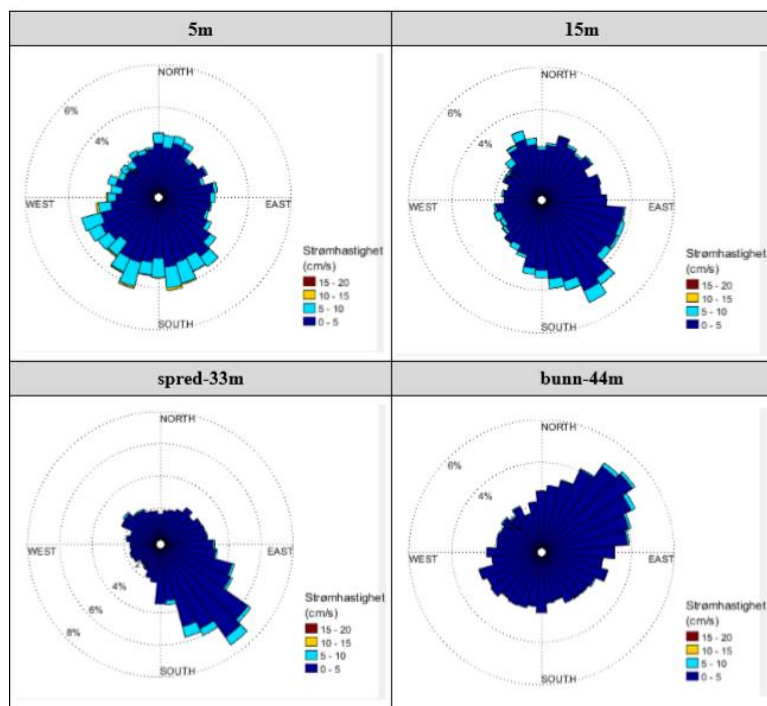 5m
15m
NORTH
6%
4%
WEST
EAST
SOUTH
Strømhastighet
(cm/s)
15 - 20
10 - 15
5 - 10
0 - 5
NORTH
6%
4%
WEST
EAST
SOUTH
Strømhastighet
(cm/s)
15 - 20
10 - 15
5 - 10
0 - 5
spred-33m
bunn-44m
NORTH
WEST
EAST
4%
6%
8%
SOUTH
Strømhastighet
(cm/s)
15 - 20
10 - 15
5 - 10
0 - 5
NORTH
6%
4%
WEST
EAST
SOUTH
Strømhastighet
(cm/s)
15 - 20
10 - 15
5 - 10
0 - 5